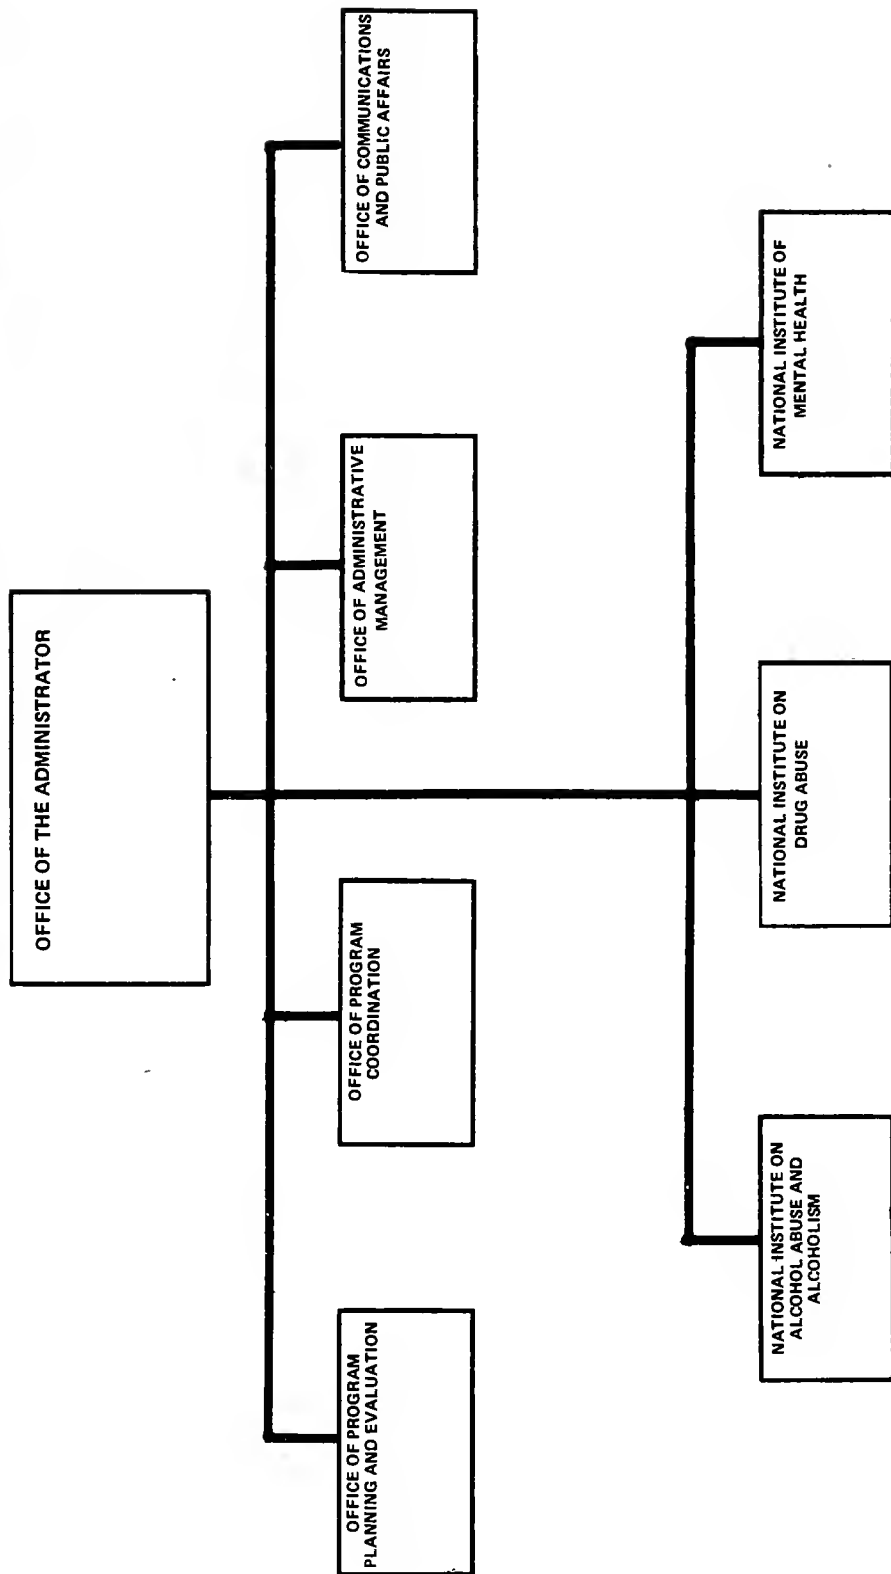 OFFICE OF THE ADMINISTRATOR
OFFICE OF PROGRAM
PLANNING AND EVALUATION
OFFICE OF PROGRAM
COORDINATION
OFFICE OF ADMINISTRATIVE
MANAGEMENT
OFFICE OF COMMUNICATIONS
AND PUBLIC AFFAIRS
NATIONAL INSTITUTE ON
ALCOHOL ABUSE AND
ALCOHOLISM
NATIONAL INSTITUTE ON
DRUG ABUSE
NATIONAL INSTITUTE OF
MENTAL HEALTH